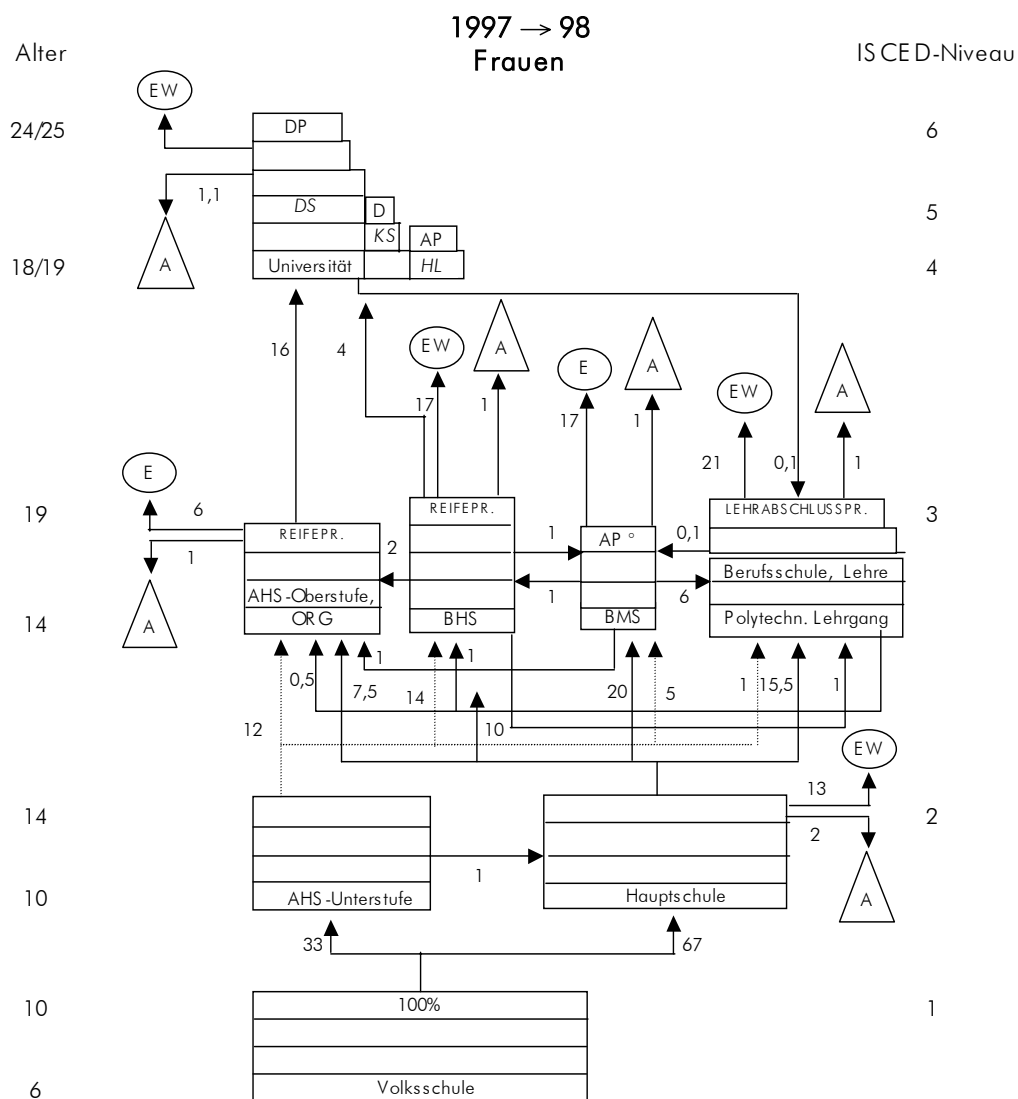 1997 → 98
Frauen
Alter
ISCED-Niveau
EW
24/25
DP
6
1,1
DS
D
5
KS
AP
A
18/19
Universität
HL
4
16
4
EW
A
E
A
EW
A
17
1
17
1
21
0,1
1
E
6
19
REIFEPR.
REIFEPR.
LEHRABSCHLUSSPR.
3
1
2
1
AP °
0,1
A
AHS-Oberstufe,
ORG
BHS
1
BMS
6
Berufsschule, Lehre
Polytechn. Lehrgang
14
0,5
7,5
1
14
1
20
5
1
15,5
1
12
10
EW
13
14
2
2
1
A
10
AHS-Unterstufe
Hauptschule
33
67
10
100%
1
6
Volksschule